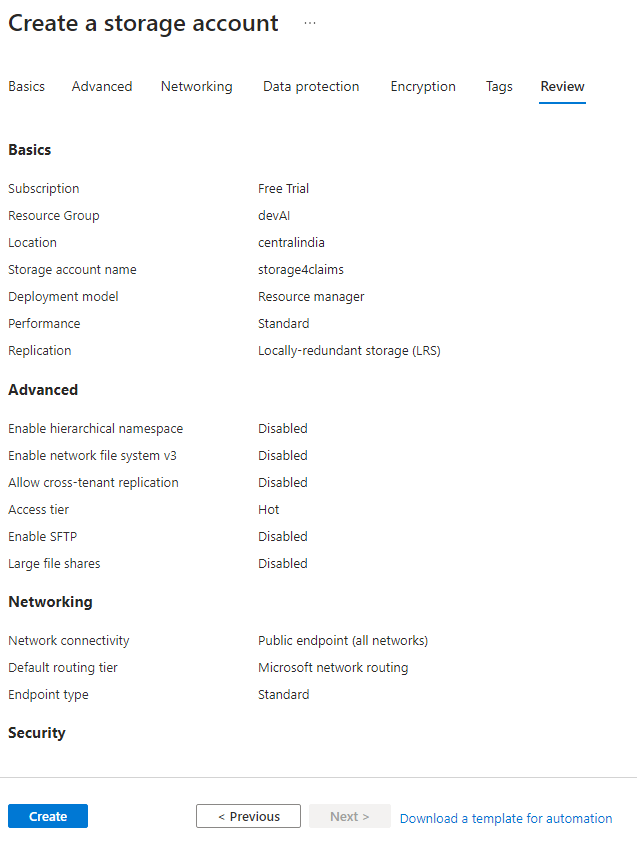 Create a storage account ...
Basics Advanced Networking Data protection Encryption Tags Review
Basics
Subscription Free Trial
Resource Group devAI
Location centralindia
Storage account name storage4claims
Deployment model Resource manager
Performance Standard
Replication Locally-redundant storage (LRS)
Advanced
Enable hierarchical namespace Disabled
Enable network file system v3 Disabled
Allow cross-tenant replication Disabled
Access tier Hot
Enable SFTP Disabled
Large file shares Disabled
Networking
Network connectivity Public endpoint (all networks)
Default routing tier Microsoft network routing
Endpoint type Standard
Security
Create < Previous Next > Download a template for automation